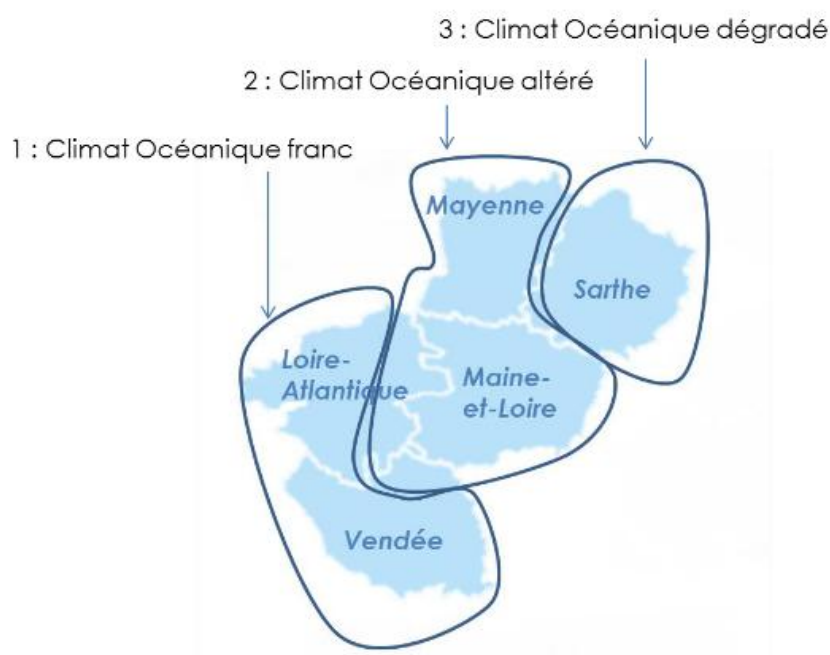 3 : Climat Océanique dégradé
2 : Climat Océanique altéré
1 : Climat Océanique franc
Mayenne
Sarthe
Loire-
Atlantique
Maine-
et-Loire
Vendée